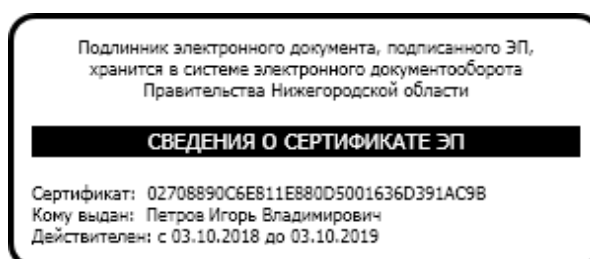 Подлинник электронного документа, подписанного ЭП,
хранится в системе электронного документооборота
Правительства Нижегородской области
СВЕДЕНИЯ О СЕРТИФИКАТЕ ЭП
Сертификат: 02708890C6E811E880D5001636D391AC9B
Кому выдан: Петров Игорь Владимирович
Действителен: с 03.10.2018 до 03.10.2019